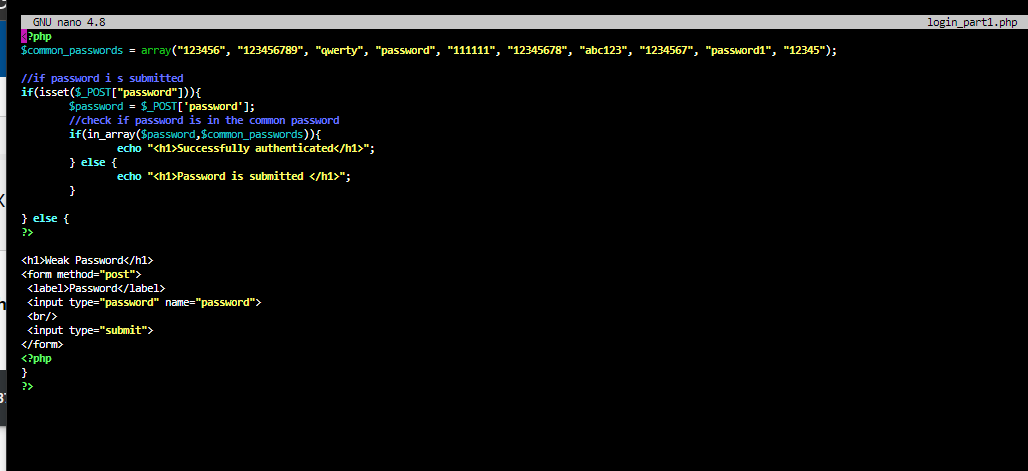 GNU nano 4.8 login_part1.php
<?php
$common_passwords = array("123456", "123456789", "qwerty", "password", "111111", "12345678", "abc123", "1234567", "password1", "12345");
//if password i s submitted
if(isset($_POST["password"])){
$password = $_POST['password'];
//check if password is in the common password
if(in_array($password,$common_passwords)){
echo "<h1>Successfully authenticated</h1>";
} else {
echo "<h1>Password is submitted </h1>";
}
} else {
?>
<h1>Weak Password</h1>
<form method="post">
<label>Password</label>
<input type="password" name="password">
<br/>
<input type="submit">
</form>
<?php
}
?>